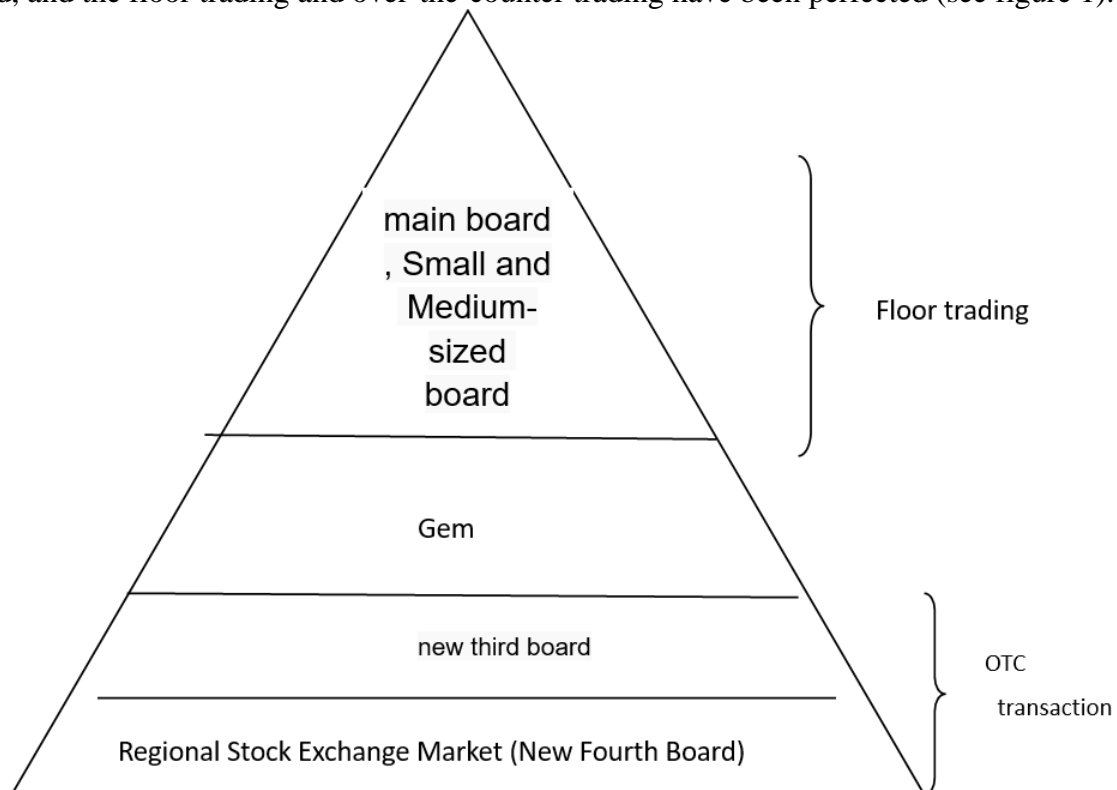 d, and the floor trading and over-the-counter trading have been perfected (see figure 1).
main board
, Small and
Medium-
sized
board
Floor trading
Gem
new third board
OTC
transaction
Regional Stock Exchange Market (New Fourth Board)